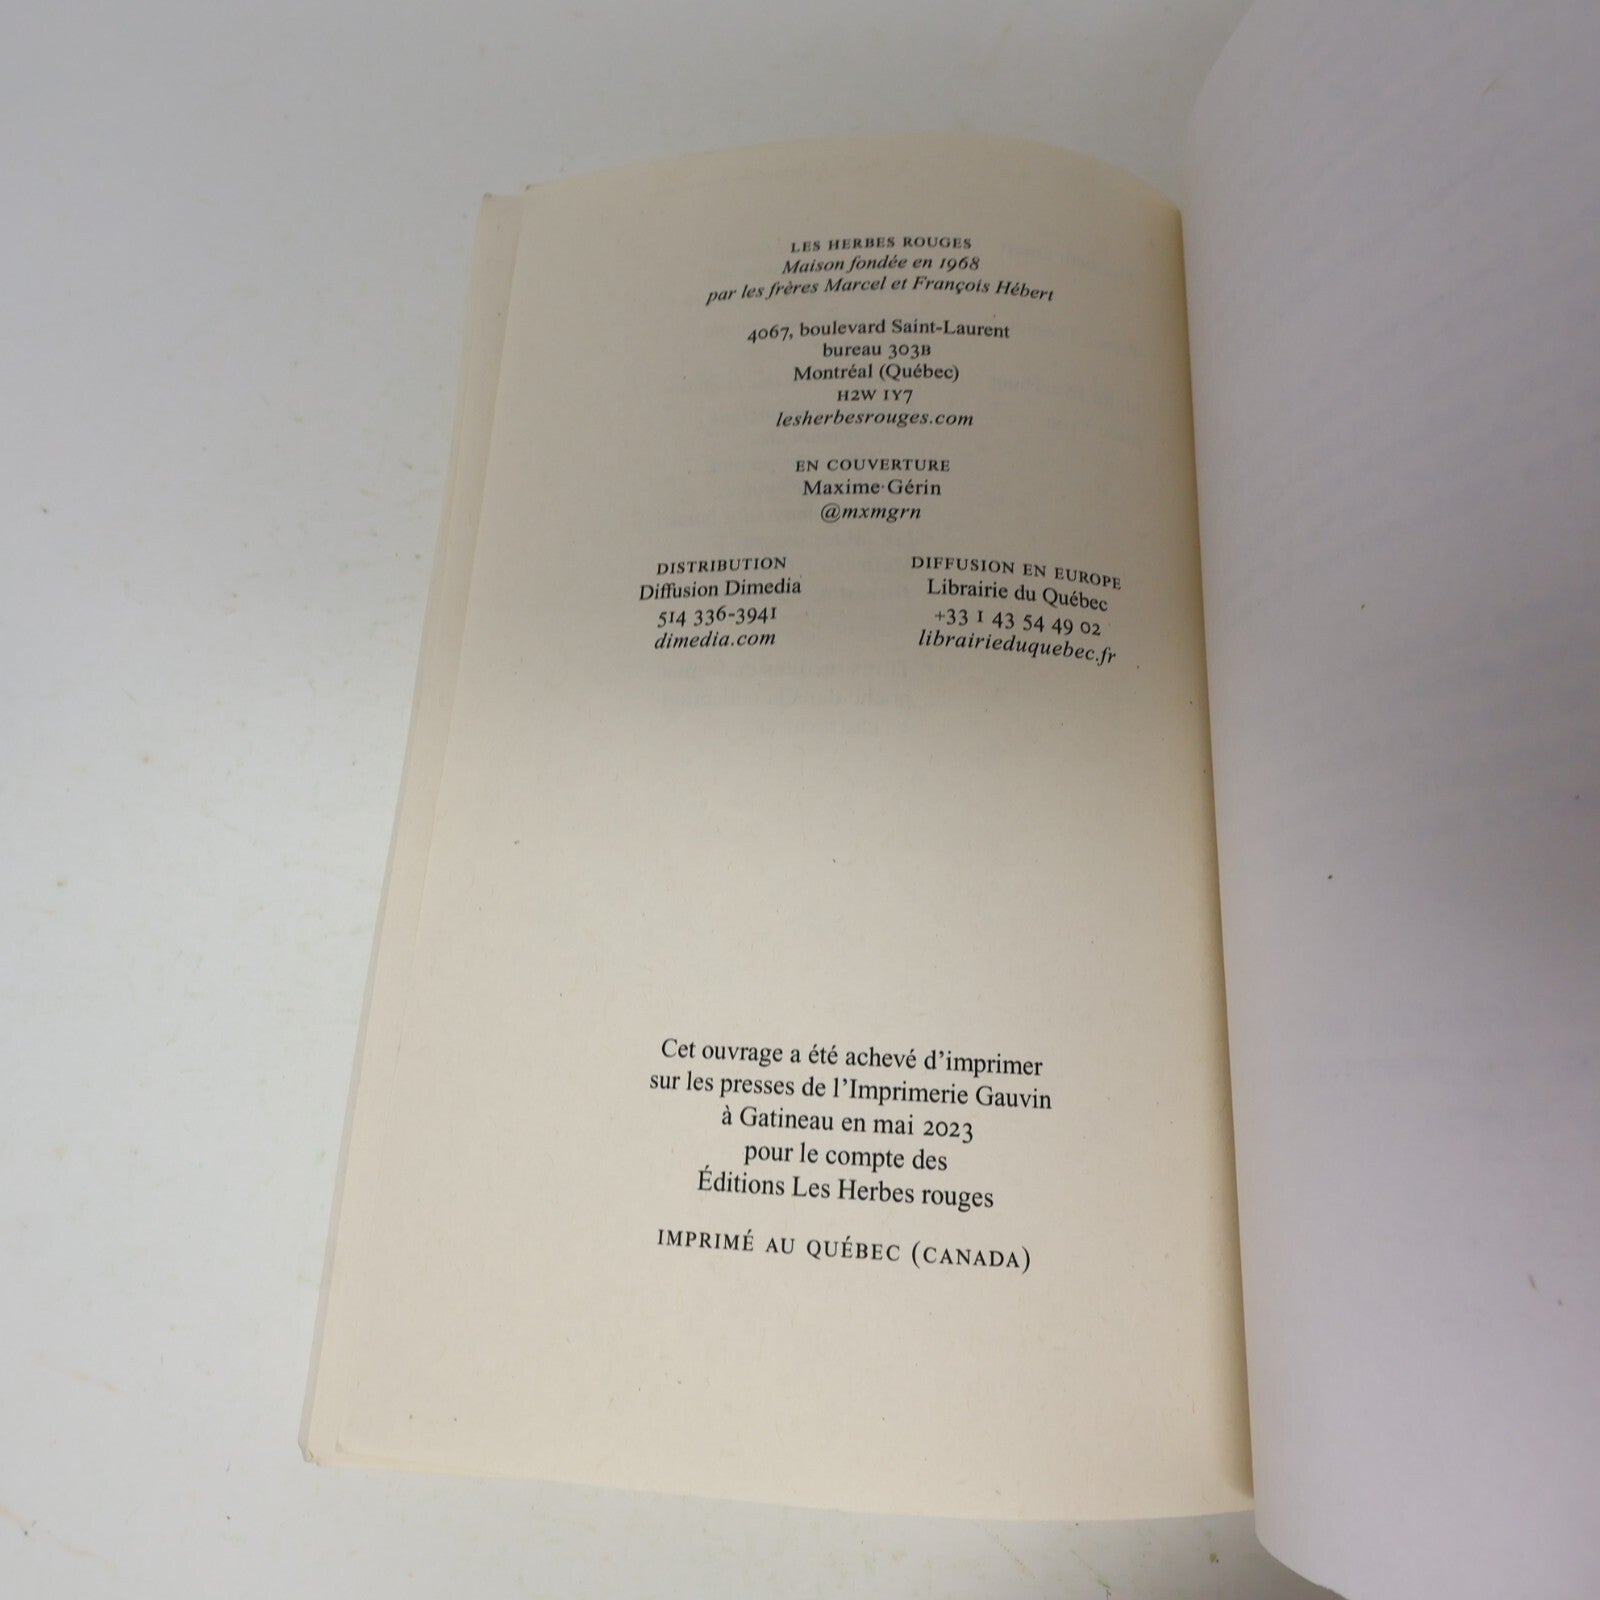 LES HERBES ROUGES
Maison fondée en 1968
par les frères Marcel et François Hébert
4067, boulevard Saint-Laurent
bureau 303B
Montréal (Québec)
H2W 1Y7
lesherbesrouges.com
EN COUVERTURE
Maxime Gérin
@mxmgrn
DISTRIBUTION
Diffusion Dimedia
514 336-3941
dimedia.com
DIFFUSION EN EUROPE
Librairie du Québec
+33 1 43 54 49 02
librairieduquebec.fr
Cet ouvrage a été achevé d’imprimer
sur les presses de l’Imprimerie Gauvin
à Gatineau en mai 2023
pour le compte des
Éditions Les Herbes rouges
IMPRIMÉ AU QUÉBEC (CANADA)